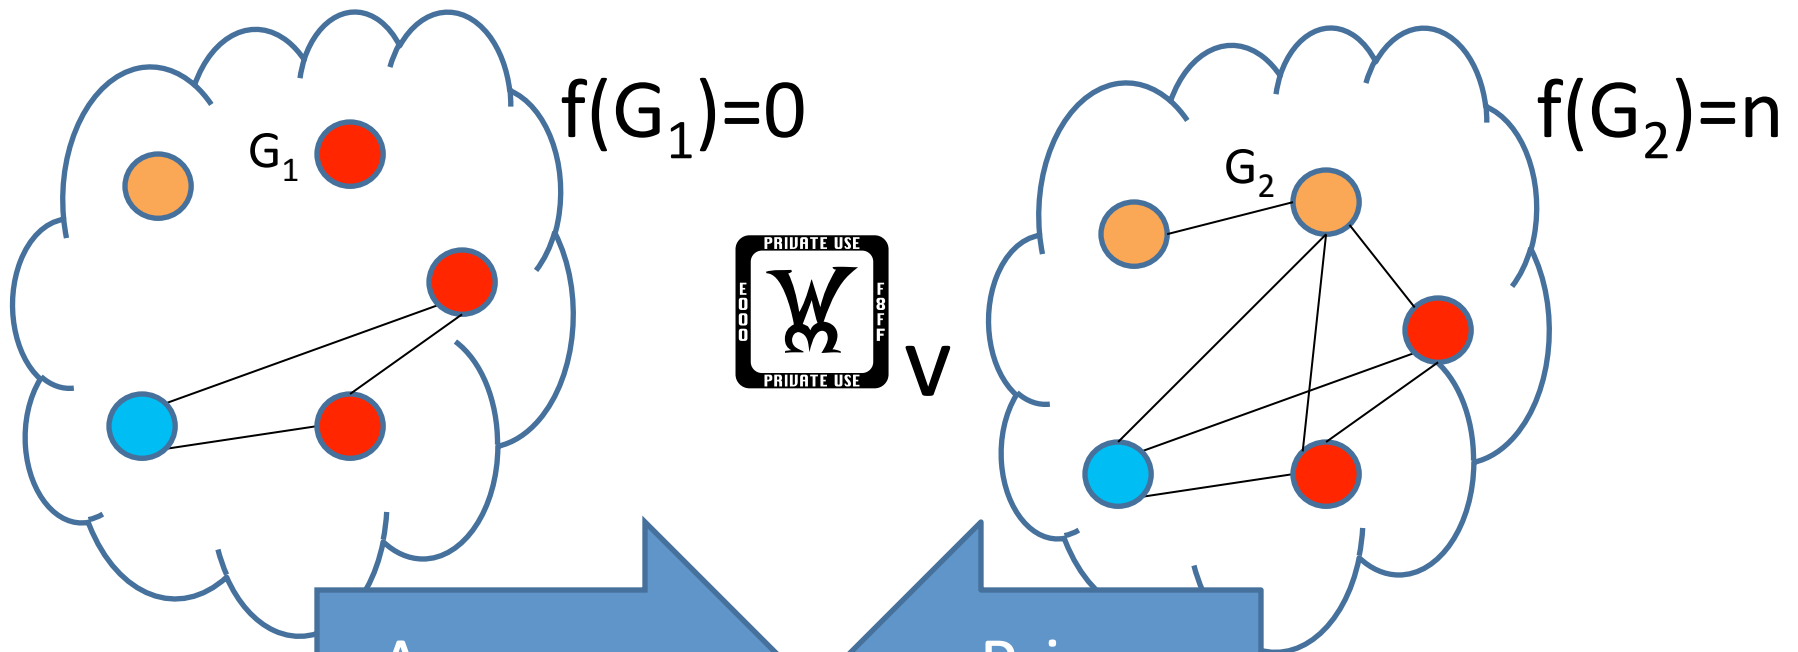 f(G1)=0
G1
f(G2)=n
G2
PRIVATE USE
E000
F8FF
PRIVATE USE
v